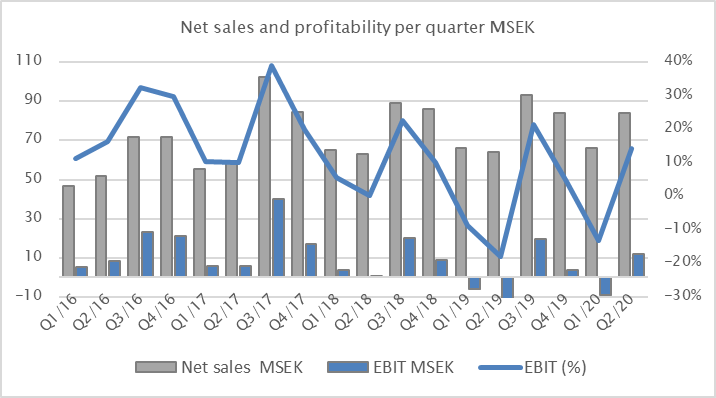 Net sales and profitability per quarter MSEK
110 40%
90 30%
70 20%
50 10%
30 0%
10 -10%
-10 -20%
-30%
Q1/16 Q2/16 Q3/16 Q4/16 Q1/17 Q2/17 Q3/17 Q4/17 Q1/18 Q2/18 Q3/18 Q4/18 Q1/19 Q2/19 Q3/19 Q4/19 Q1/20 Q2/20
Net sales MSEK EBIT MSEK EBIT (%)